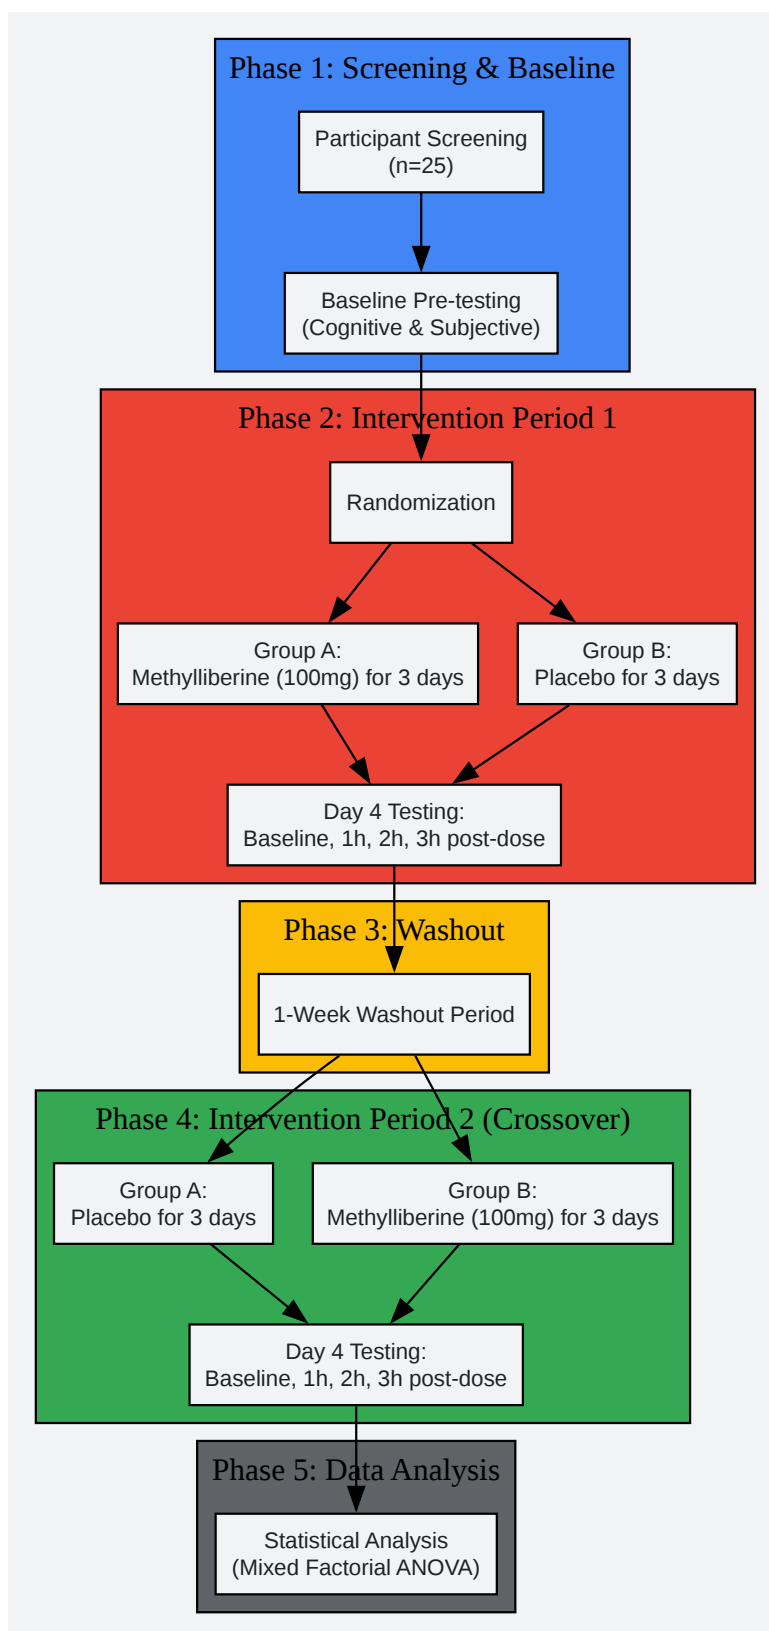 Phase 1: Screening & Baseline
Participant Screening
(n=25)
Baseline Pre-testing
(Cognitive & Subjective)
Phase 2: Intervention Period 1
Randomization
Group A:
Methylliberine (100mg) for 3 days
Group B:
Placebo for 3 days
Day 4 Testing:
Baseline, 1h, 2h, 3h post-dose
Phase 3: Washout
1-Week Washout Period
Phase 4: Intervention Period 2 (Crossover)
Group A:
Placebo for 3 days
Group B:
Methylliberine (100mg) for 3 days
Day 4 Testing:
Baseline, 1h, 2h, 3h post-dose
Phase 5: Data Analysis
Statistical Analysis
(Mixed Factorial ANOVA)